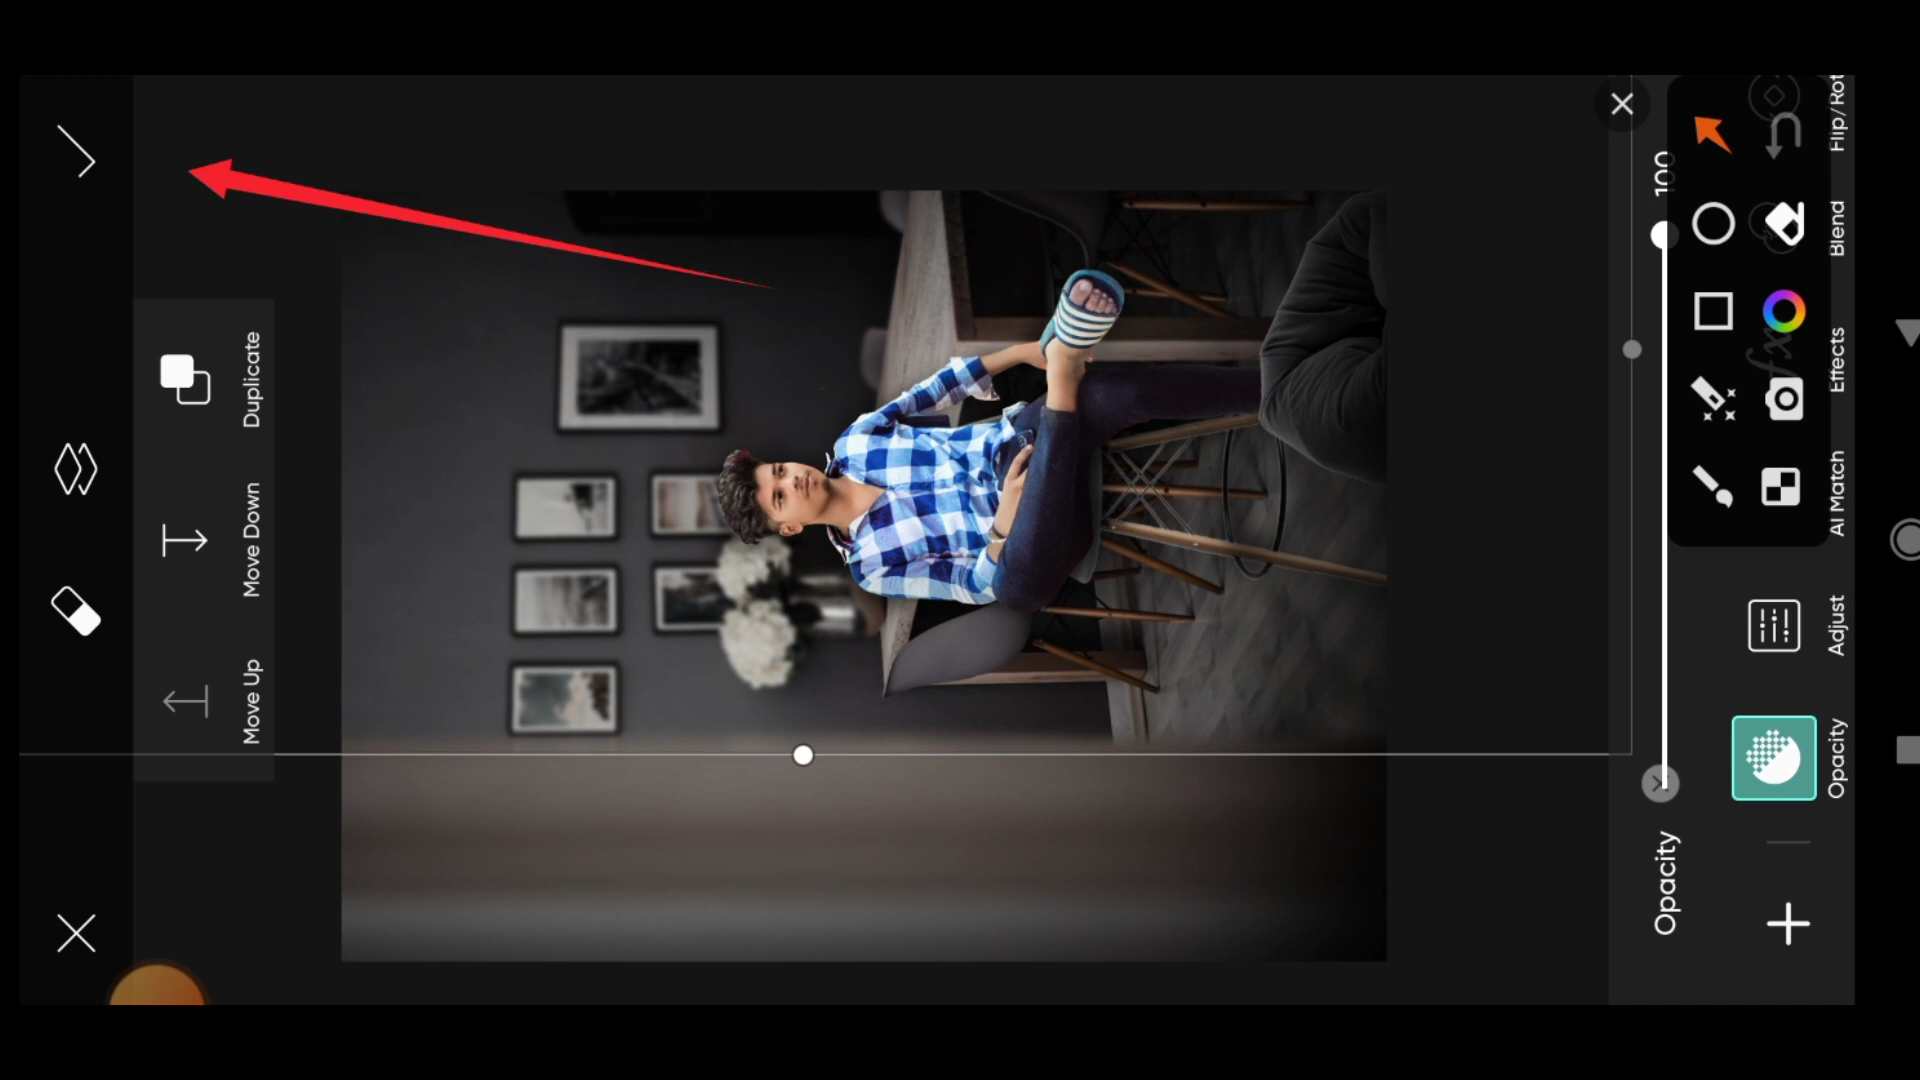 Move Up Move Down Duplicate
Opacity 100
Opacity Adjust AI Match Effects Blend Flip/Rot